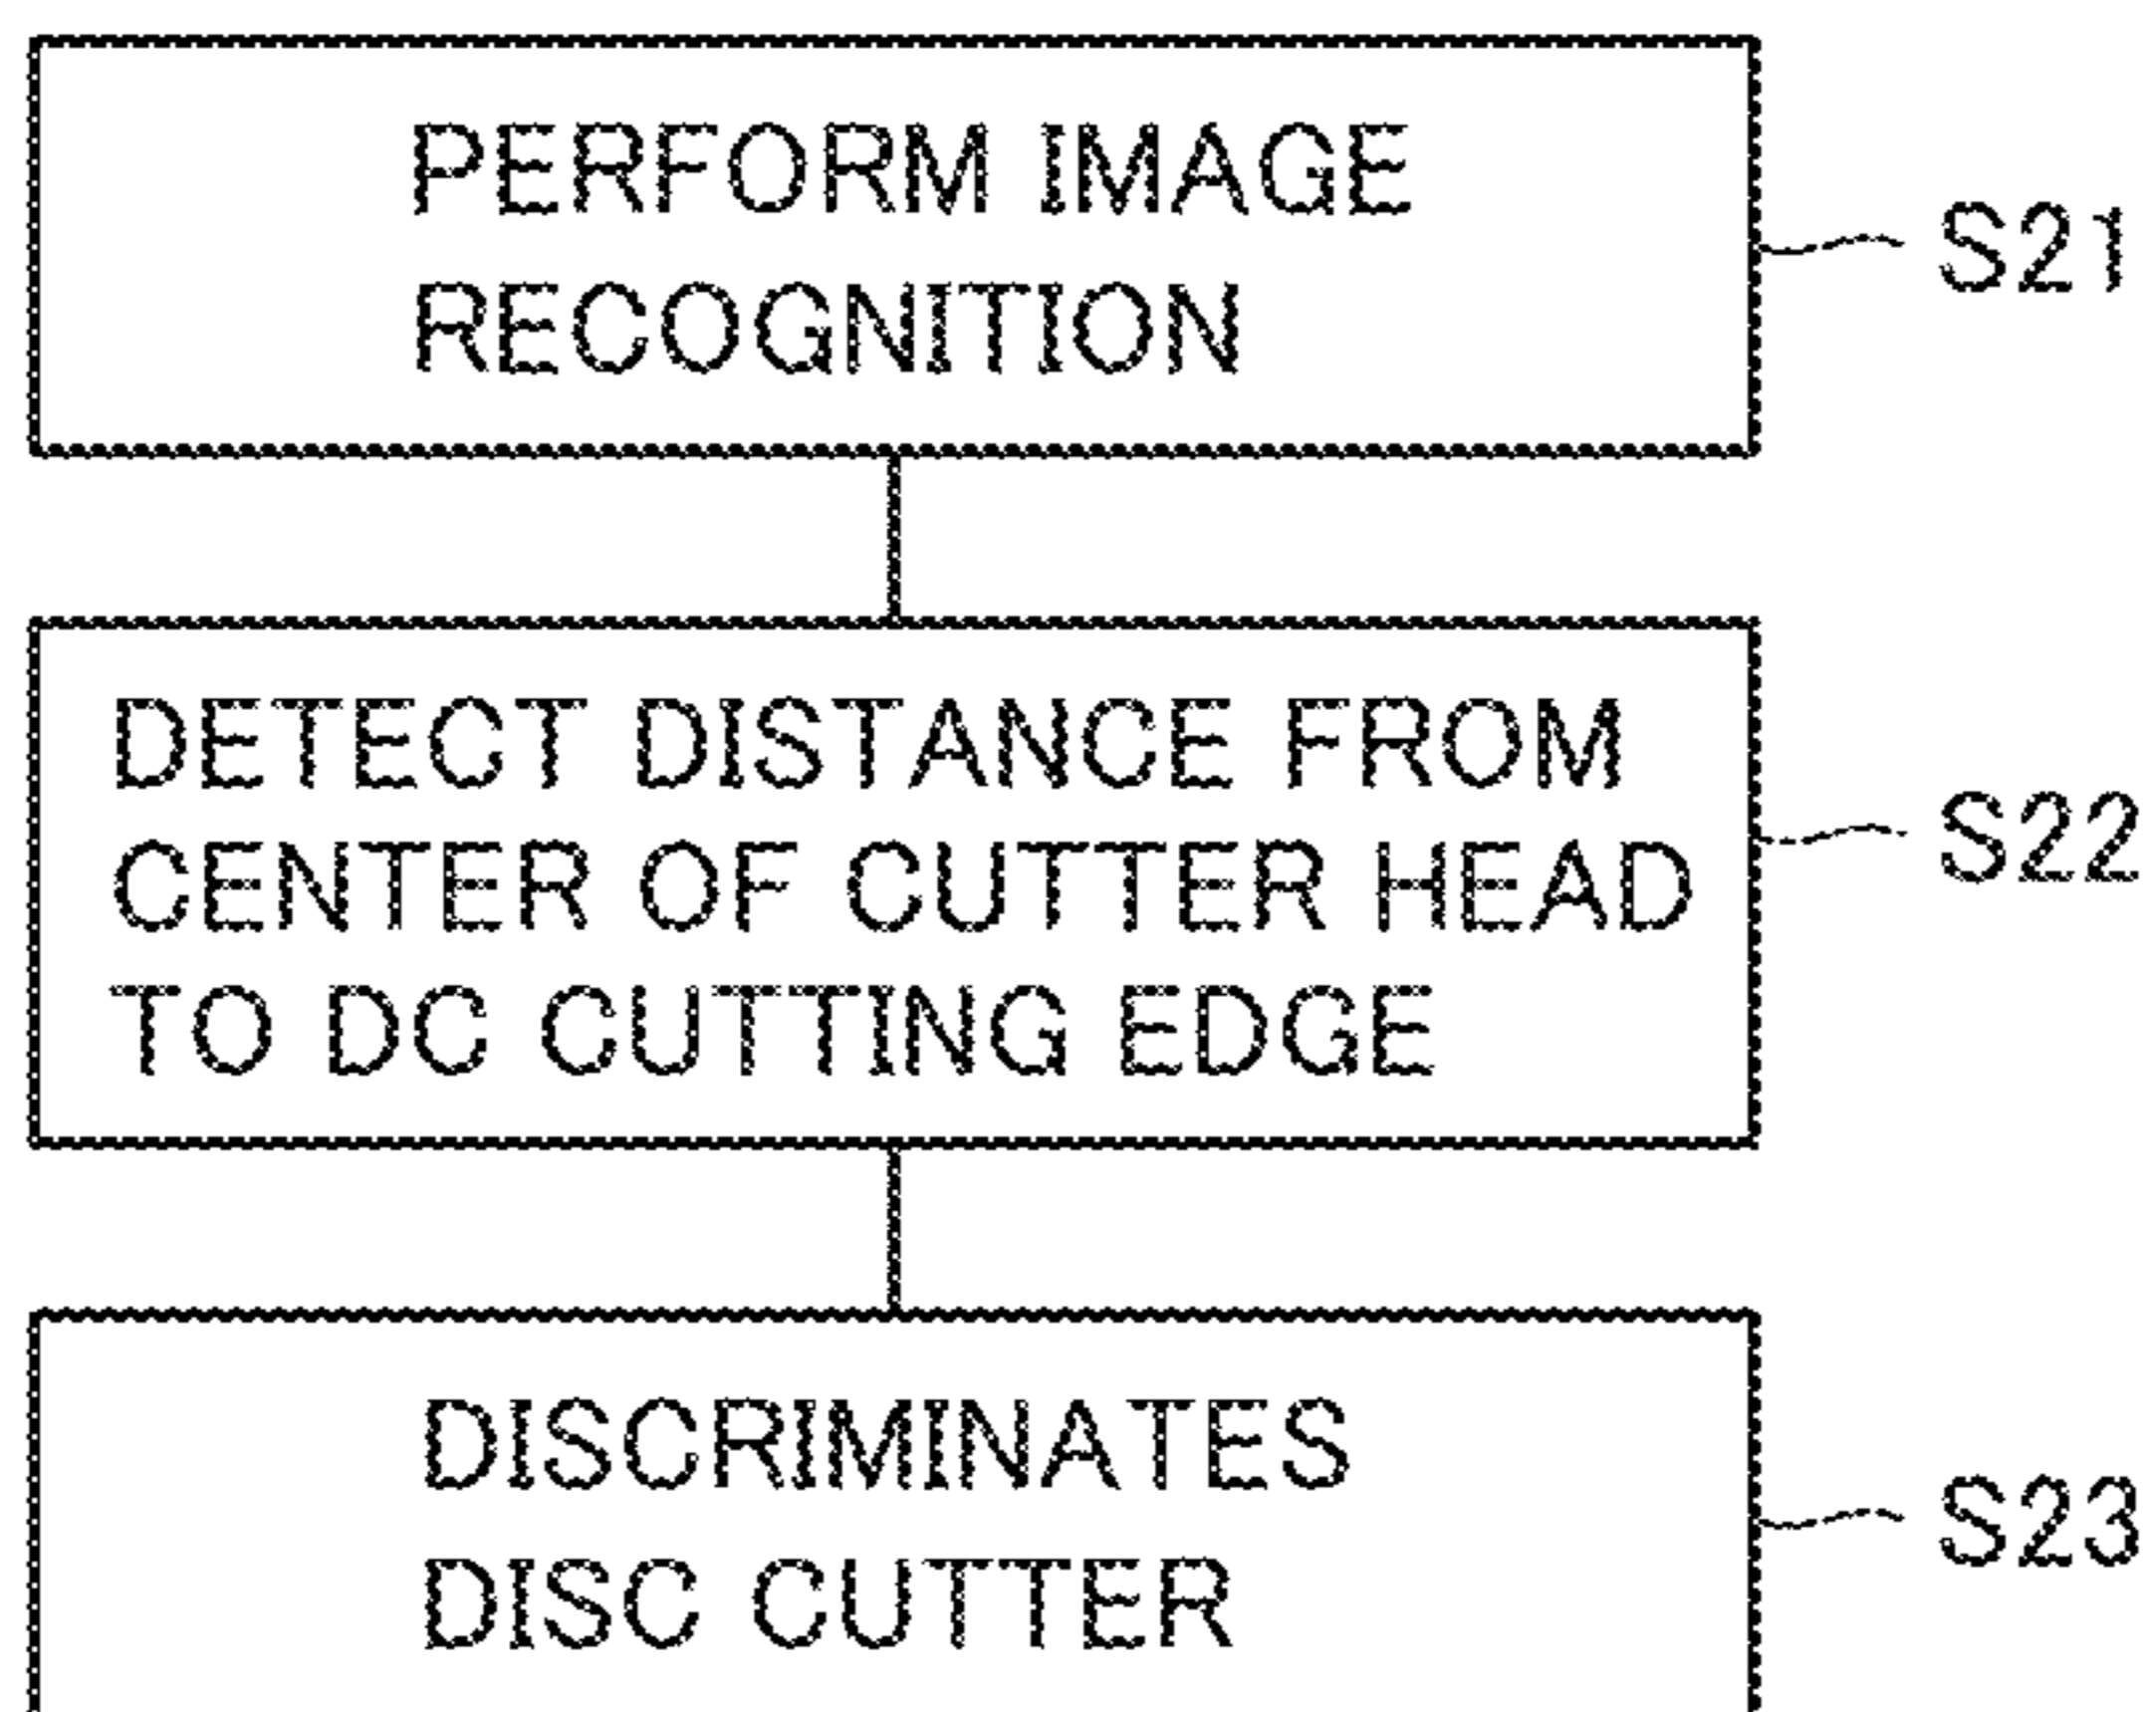 PERFORM IMAGE
RECOGNITION
S21
DETECT DISTANCE FROM
CENTER OF CUTTER HEAD
TO DC CUTTING EDGE
S22
DISCRIMINATES
DISC CUTTER
S23